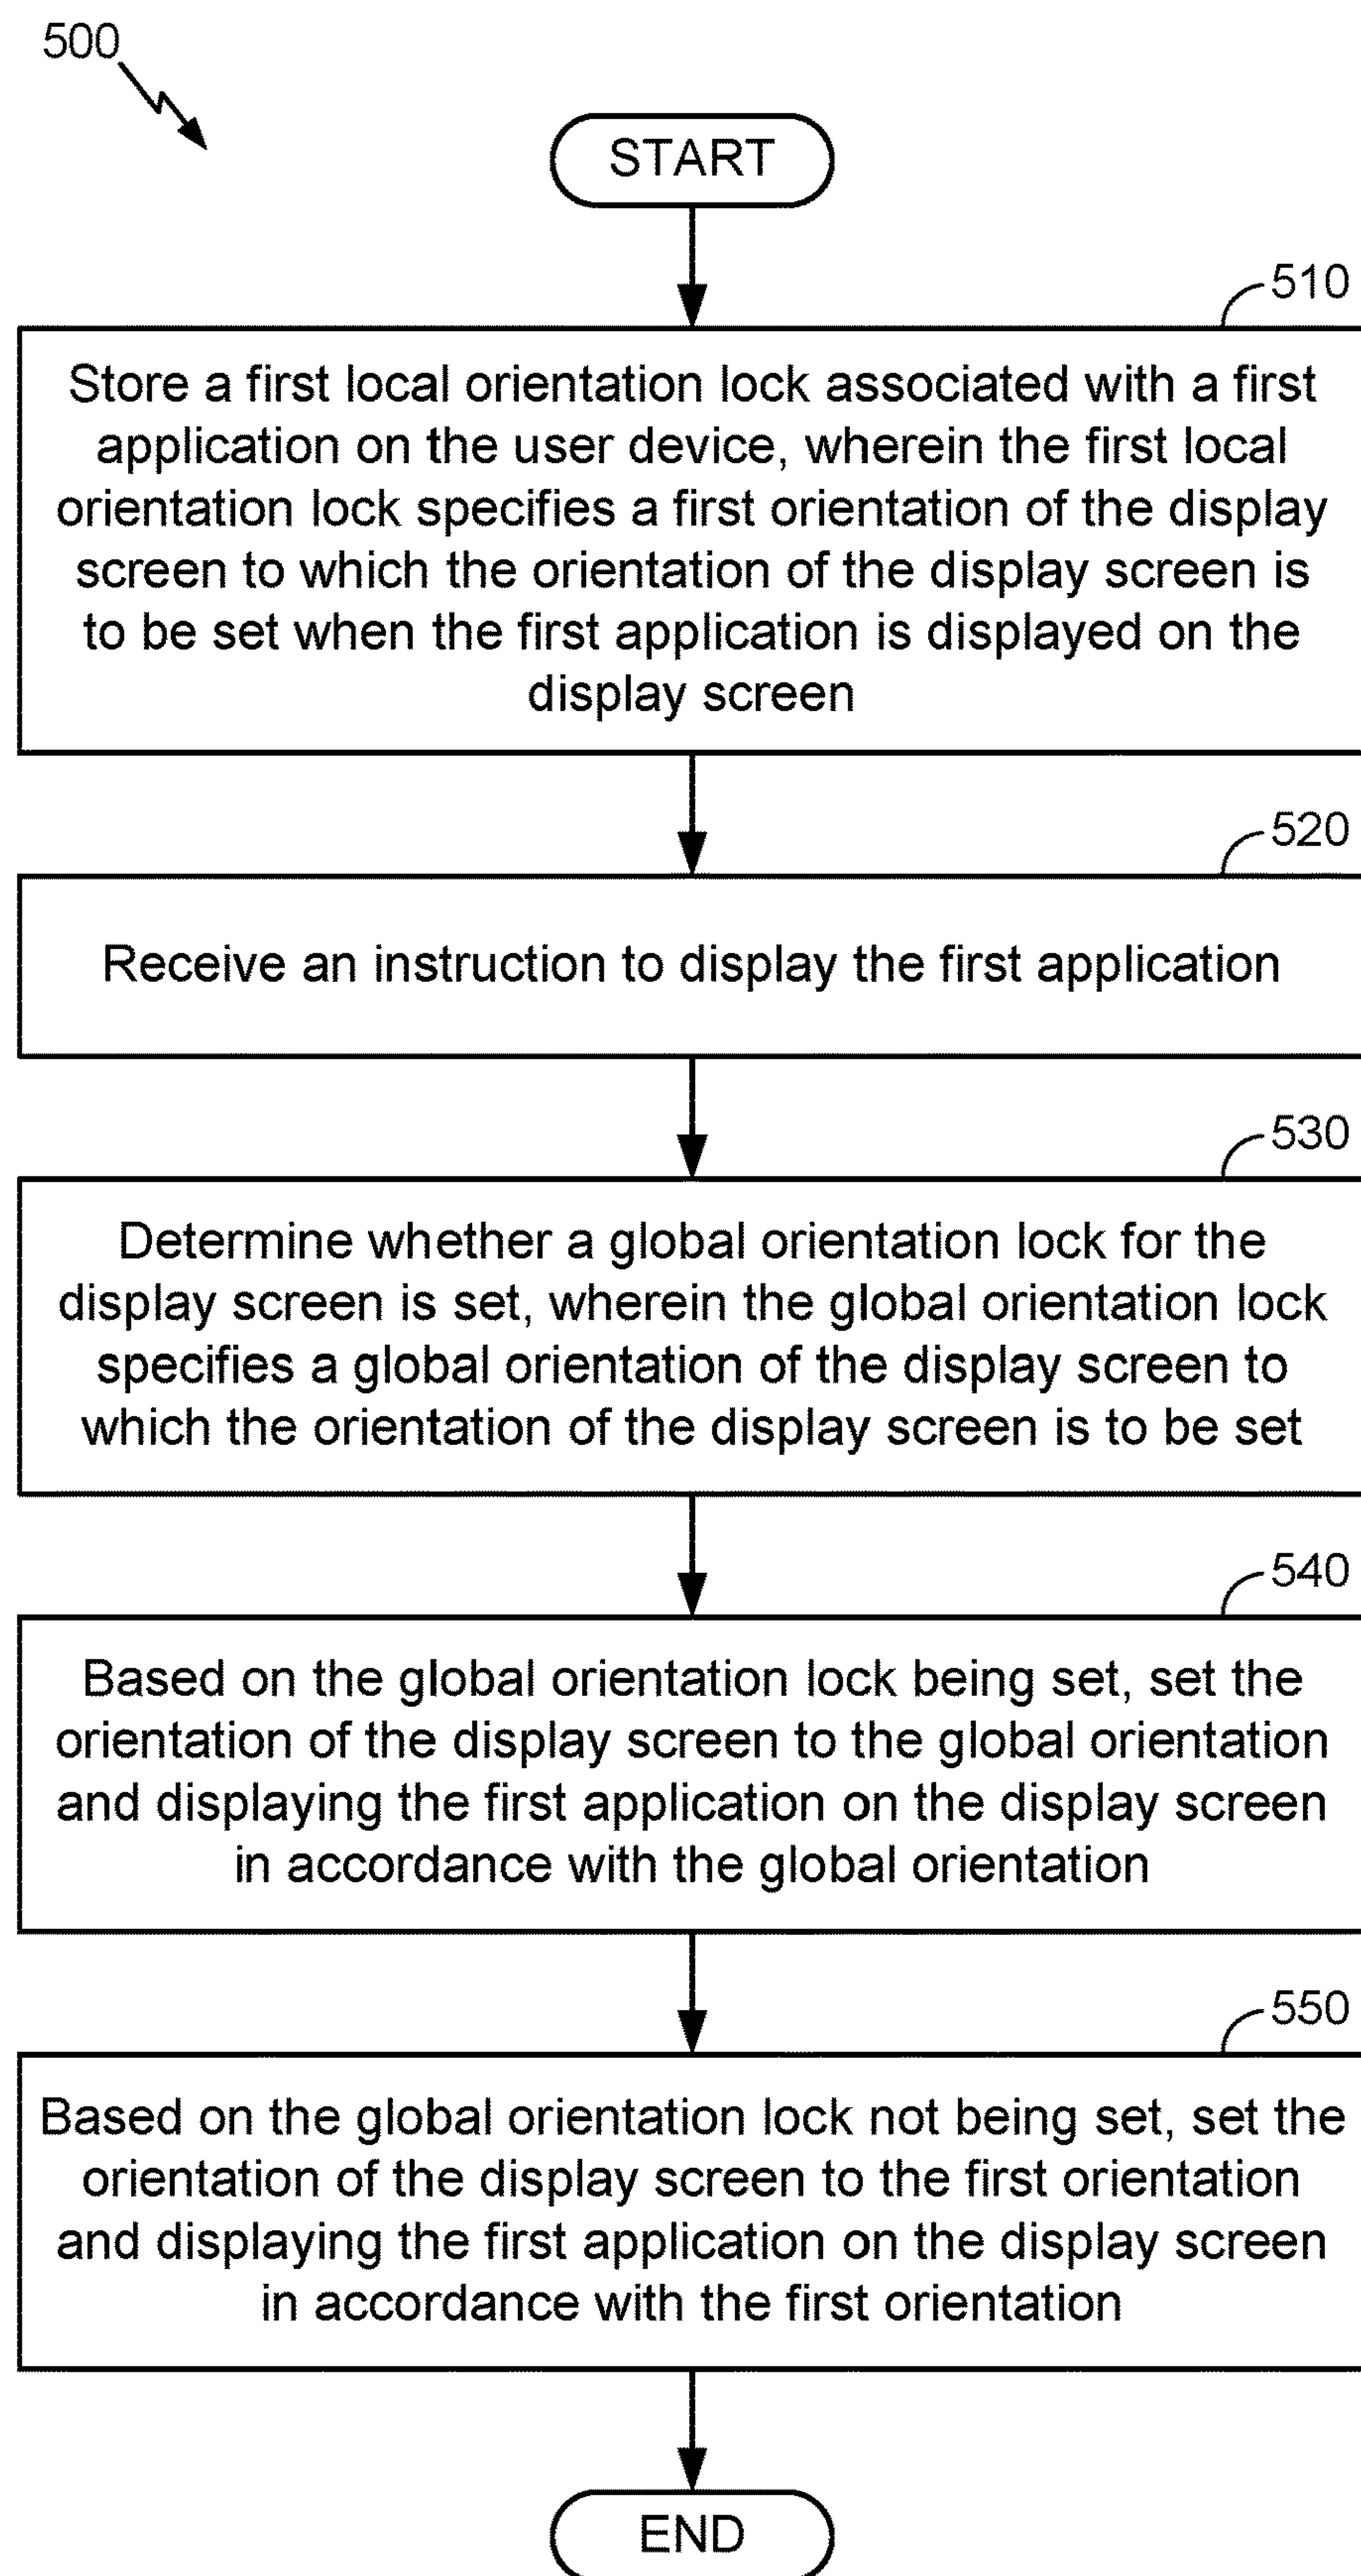 500
START
510
Store a first local orientation lock associated with a first
application on the user device, wherein the first local
orientation lock specifies a first orientation of the display
screen to which the orientation of the display screen is
to be set when the first application is displayed on the
display screen
520
Receive an instruction to display the first application
530
Determine whether a global orientation lock for the
display screen is set, wherein the global orientation lock
specifies a global orientation of the display screen to
which the orientation of the display screen is to be set
540
Based on the global orientation lock being set, set the
orientation of the display screen to the global orientation
and displaying the first application on the display screen
in accordance with the global orientation
550
Based on the global orientation lock not being set, set the
orientation of the display screen to the first orientation
and displaying the first application on the display screen
in accordance with the first orientation
END